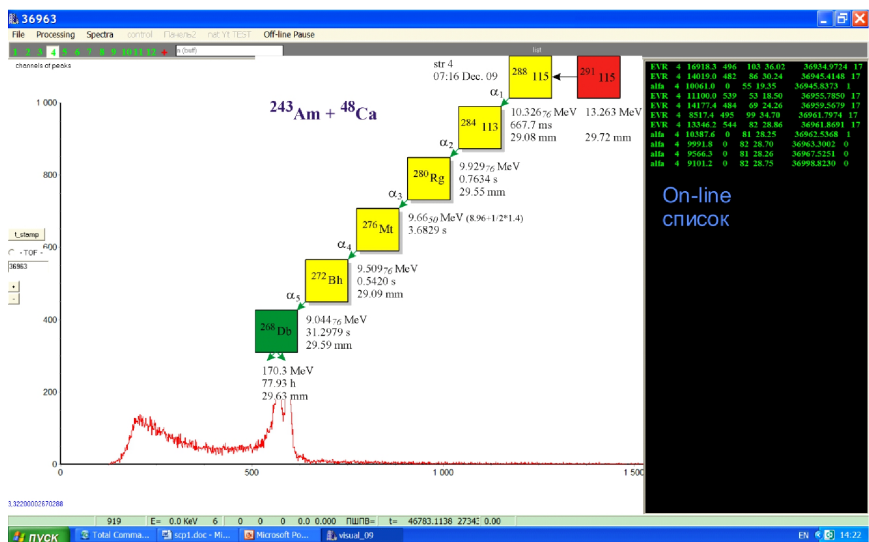 36963
File Processing Spectra control Панель2 nat Yt TEST Off-line Pause
1 2 3 4 5 6 7 8 9 10 11 12 + n (baff) list
channels of peaks
str 4
07:16 Dec. 09
288 115
291 115
α1
10.326 76 MeV
667.7 ms
29.08 mm
13.263 MeV
29.72 mm
243Am + 48Ca
284 113
α2
9.929 76 MeV
0.7634 s
29.55 mm
280 Rg
α3
9.66 50 MeV (8.96+1/2*1.4)
3.6829 s
276 Mt
α4
9.509 76 MeV
0.5420 s
29.09 mm
272 Bh
α5
9.044 76 MeV
31.2979 s
29.59 mm
268 Db
170.3 MeV
77.93 h
29.63 mm
1 000
800
600
400
200
0
0 500 1 000 1 500
t_stamp
- TOF -
36963
+
-
EVR 4 16918.3 496 103 36.02 36934.9724 17
EVR 4 14019.0 482 86 30.24 36945.4148 17
alfa 4 10061.0 0 55 19.35 36945.8373 1
EVR 4 11100.0 539 53 18.50 36955.7850 17
EVR 4 14177.4 484 69 24.26 36959.5679 17
EVR 4 8517.4 495 99 34.70 36961.7974 17
EVR 4 13346.2 544 82 28.86 36961.8691 17
alfa 4 10387.6 0 81 28.25 36962.5368 1
alfa 4 9991.8 0 82 28.70 36963.3002 0
alfa 4 9566.3 0 81 28.26 36967.5251 0
alfa 4 9101.2 0 82 28.75 36998.8230 0
On-line
список
3,32200002670288
919 E= 0.0 KeV 6 0 0 0 0.0 0.000 ПШПВ= t= 46783.1138 27343 0.00
пуск Total Comma... scp1.doc - Mi... Microsoft Po... visual_09 EN 14:22